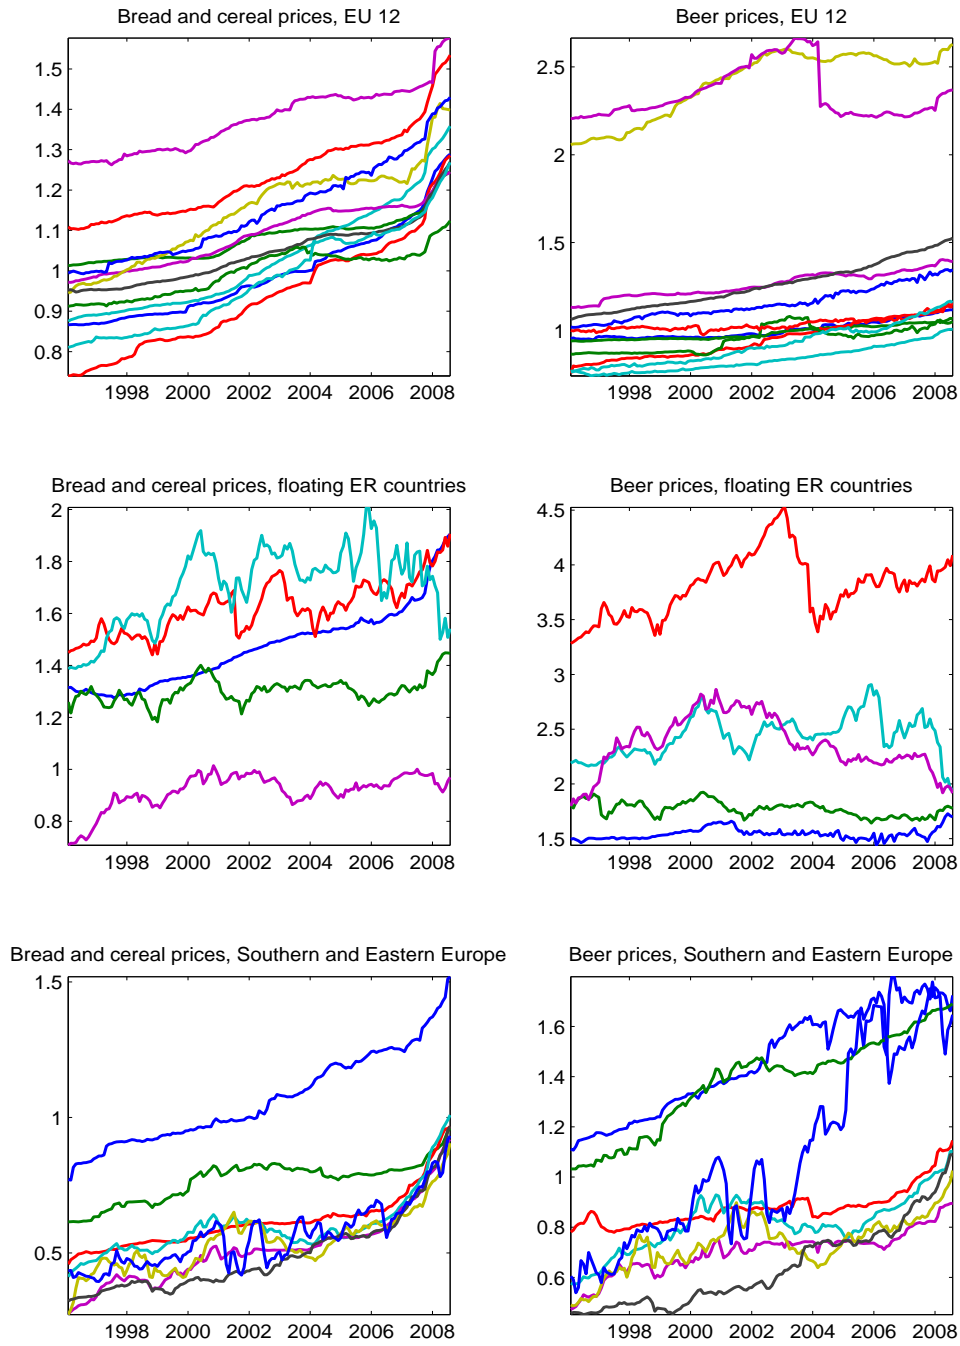 Bread and cereal prices, EU 12
1.5
1.4
1.3
1.2
1.1
1
0.9
0.8
1998 2000 2002 2004 2006 2008
Beer prices, EU 12
2.5
2
1.5
1
1998 2000 2002 2004 2006 2008
Bread and cereal prices, floating ER countries
2
1.8
1.6
1.4
1.2
1
0.8
1998 2000 2002 2004 2006 2008
Beer prices, floating ER countries
4.5
4
3.5
3
2.5
2
1.5
1998 2000 2002 2004 2006 2008
Bread and cereal prices, Southern and Eastern Europe
1.5
1
0.5
1998 2000 2002 2004 2006 2008
Beer prices, Southern and Eastern Europe
1.6
1.4
1.2
1
0.8
0.6
1998 2000 2002 2004 2006 2008